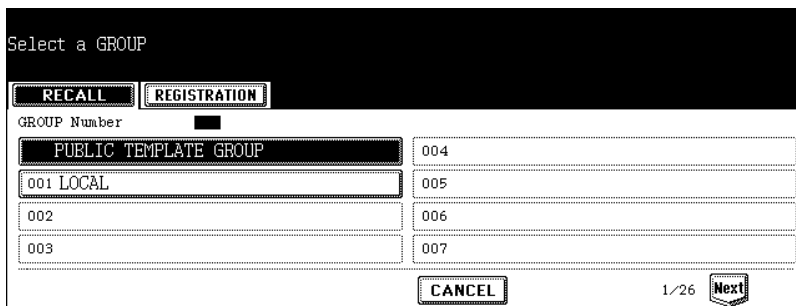 Select a GROUP
RECALL REGISTRATION
GROUP Number
PUBLIC TEMPLATE GROUP
001 LOCAL
002
003
004
005
006
007
CANCEL
1/26 Next